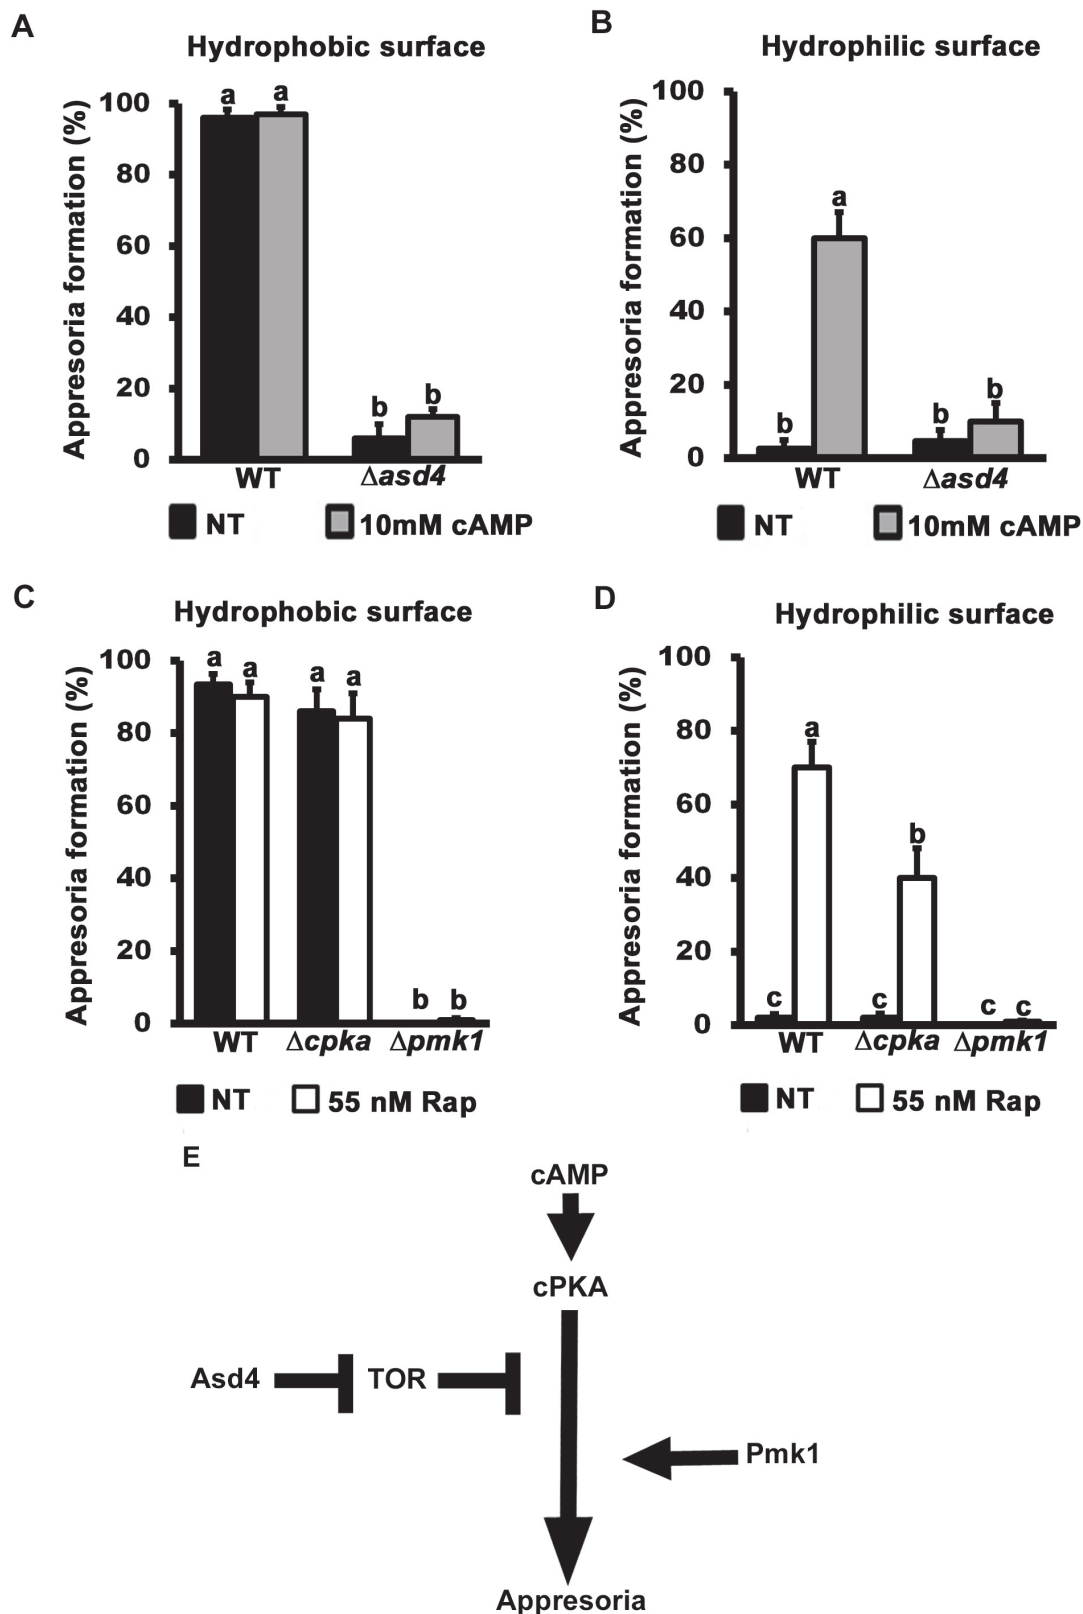 A
Hydrophobic surface
Appresoria formation (%)
100
80
60
40
20
0
a
a
b
b
WT
Δasd4
NT
10mM cAMP
B
Hydrophilic surface
Appresoria formation (%)
100
80
60
40
20
0
b
a
b
b
WT
Δasd4
NT
10mM cAMP
C
Hydrophobic surface
Appresoria formation (%)
100
80
60
40
20
0
a
a
a
a
b
b
WT
Δcpka
Δpmk1
NT
55 nM Rap
D
Hydrophilic surface
Appresoria formation (%)
100
80
60
40
20
0
c
a
c
b
c
c
WT
Δcpka
Δpmk1
NT
55 nM Rap
E
cAMP
cPKA
Asd4
TOR
Pmk1
Appresoria